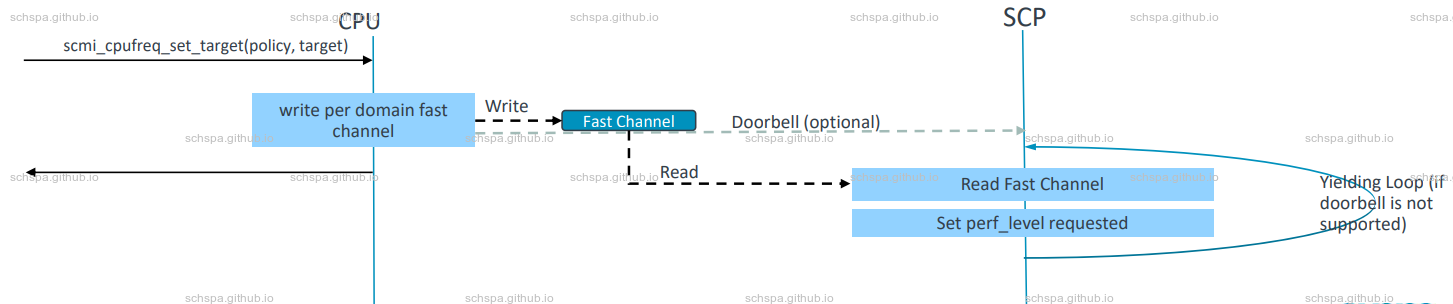 schspa.github.io schspa.github.io schspa.github.io schspa.github.io schspa.github.io
CPU
SCP
scmi_cpufreq_set_target(policy, target)
write per domain fast
channel
Write
Fast Channel
Doorbell (optional)
schspa.github.io schspa.github.io schspa.github.io schspa.github.io
Read
Read Fast Channel
schspa.github.io schspa.github.io schspa.github.io schspa.github.io schspa.github.io
Yielding Loop (if
doorbell is not
supported)
Set perf_level requested
schspa.github.io schspa.github.io schspa.github.io schspa.github.io